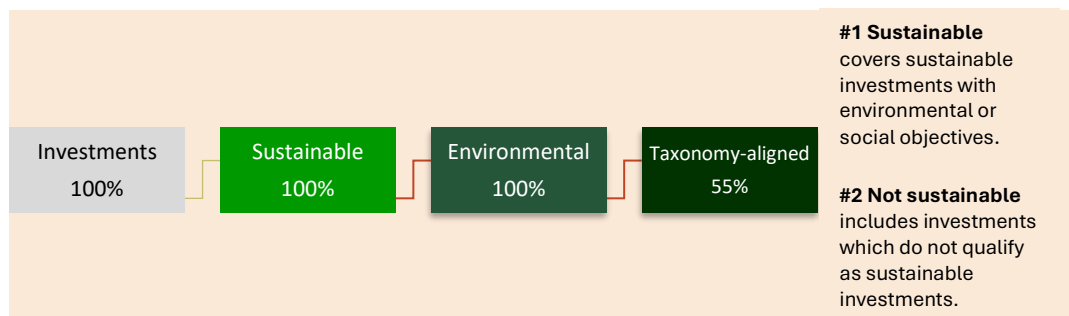 Investments
100%
Sustainable
100%
Environmental
100%
Taxonomy-aligned
55%
#1 Sustainable
covers sustainable
investments with
environmental or
social objectives.
#2 Not sustainable
includes investments
which do not qualify
as sustainable
investments.